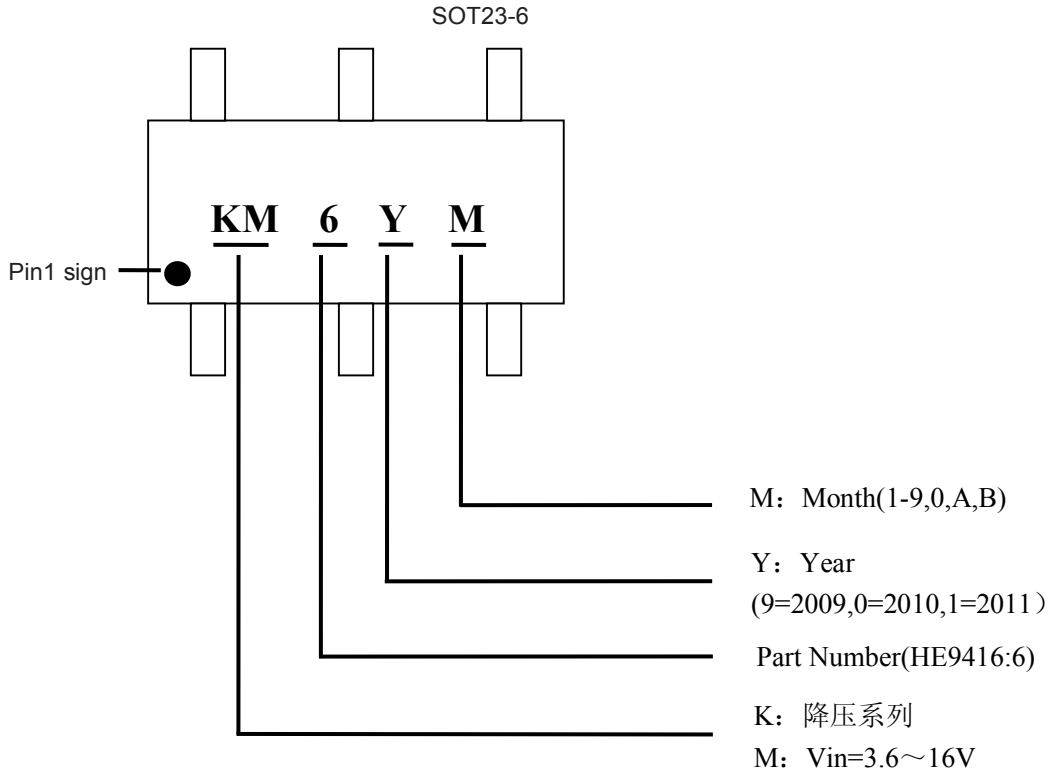 SOT23-6
KM 6 Y M
Pin1 sign
M：Month(1-9,0,A,B)
Y：Year
(9=2009,0=2010,1=2011）
Part Number(HE9416:6)
K：降压系列
M：Vin=3.6～16V